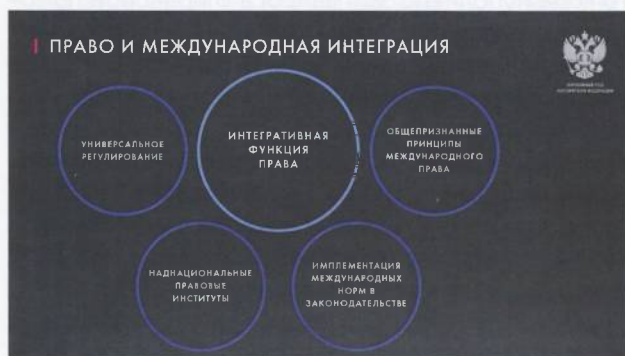 ПРАВО И МЕЖДУНАРОДНАЯ ИНТЕГРАЦИЯ
УНИВЕРСАЛЬНОЕ
РЕГУЛИРОВАНИЕ
ИНТЕГРАТИВНАЯ
ФУНКЦИЯ
ПРАВА
ОБЩЕПРИЗНАННЫЕ
ПРИНЦИПЫ
МЕЖДУНАРОДНОГО
ПРАВА
НАДНАЦИОНАЛЬНЫЕ
ПРАВОВЫЕ
ИНСТИТУТЫ
ИМПЛЕМЕНТАЦИЯ
МЕЖДУНАРОДНЫХ
НОРМ В
ЗАКОНОДАТЕЛЬСТВЕ